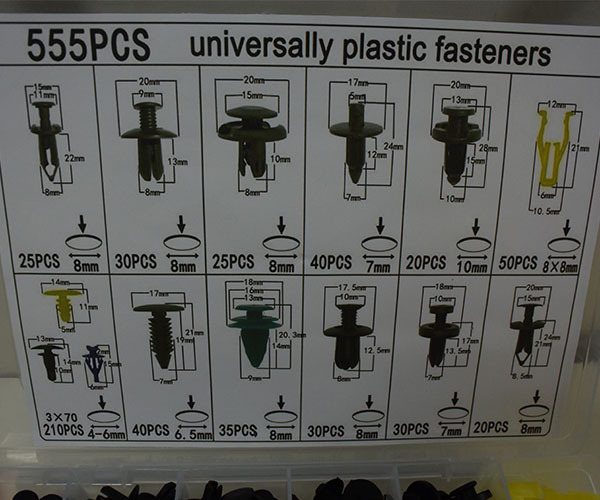 555PCS universally plastic fasteners
15mm
11mm
22mm
8mm
25PCS 8mm
20mm
9mm
13mm
8mm
30PCS 8mm
20mm
15mm
10mm
8mm
25PCS 8mm
17mm
5mm
24mm
12mm
7mm
40PCS 7mm
20mm
13mm
28mm
15mm
10mm
20PCS 10mm
12mm
21mm
6mm
10.5mm
50PCS 8×8mm
14mm
11mm
5mm
13mm
14mm
10mm
15mm
6mm
3×70
210PCS 4-6mm
17mm
21mm
19mm
7mm
40PCS 6.5mm
18mm
16mm
13mm
20.3mm
14mm
9mm
35PCS 8mm
17.5mm
10mm
12.5mm
8mm
30PCS 8mm
18mm
10mm
17mm
13.5mm
7mm
30PCS 7mm
20mm
15mm
24mm
21mm
8.5mm
20PCS 8mm